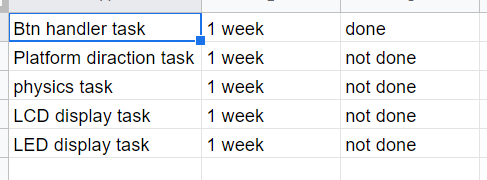 Btn handler task 1 week done
Platform diraction task 1 week not done
physics task 1 week not done
LCD display task 1 week not done
LED display task 1 week not done